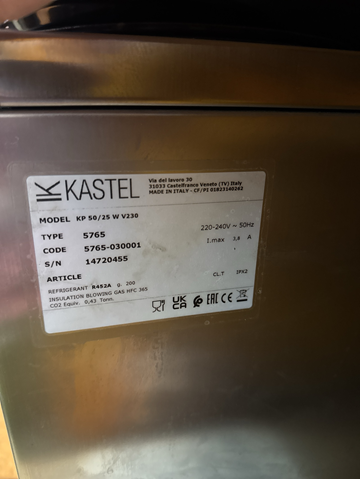 KASTEL
Via del lavoro 30
31033 Castelfranco Veneto (TV) Italy
MADE IN ITALY - CF/PI 01823140262
MODEL KP 50/25 W V230
TYPE 5765
CODE 5765-030001
S/N 14720455
220-240V ~ 50Hz
I.max 5,8 A
ARTICLE
CL.T IPX2
REFRIGERANT R452A g. 200
INSULATION BLOWING GAS HFC 365
CO2 Equiv. 0,43 Tonn.
UK CA EAC CE